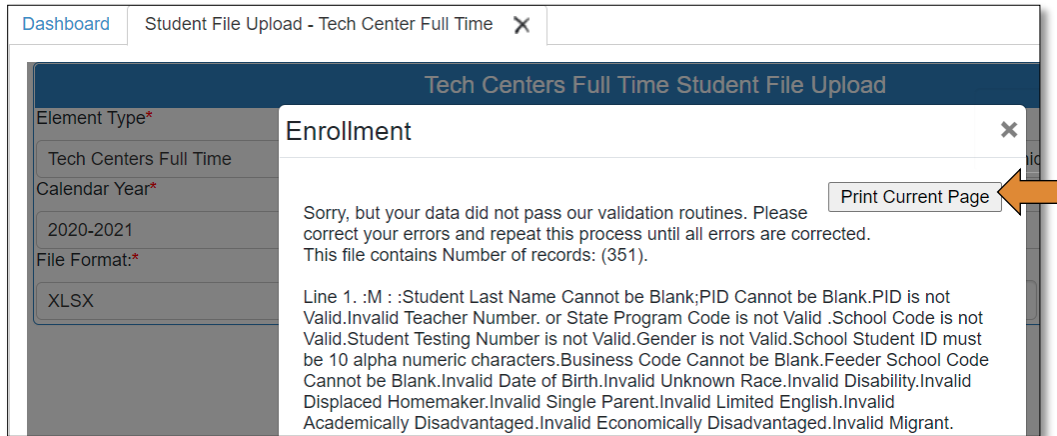 Dashboard
Student File Upload - Tech Center Full Time
Tech Centers Full Time Student File Upload
Element Type*
Tech Centers Full Time
Calendar Year*
2020-2021
File Format:*
XLSX
Enrollment
Print Current Page
Sorry, but your data did not pass our validation routines. Please
correct your errors and repeat this process until all errors are corrected.
This file contains Number of records: (351).
Line 1. :M : :Student Last Name Cannot be Blank;PID Cannot be Blank.PID is not
Valid.Invalid Teacher Number. or State Program Code is not Valid .School Code is not
Valid.Student Testing Number is not Valid.Gender is not Valid.School Student ID must
be 10 alpha numeric characters.Business Code Cannot be Blank.Feeder School Code
Cannot be Blank.Invalid Date of Birth.Invalid Unknown Race.Invalid Disability.Invalid
Displaced Homemaker.Invalid Single Parent.Invalid Limited English.Invalid
Academically Disadvantaged.Invalid Economically Disadvantaged.Invalid Migrant.